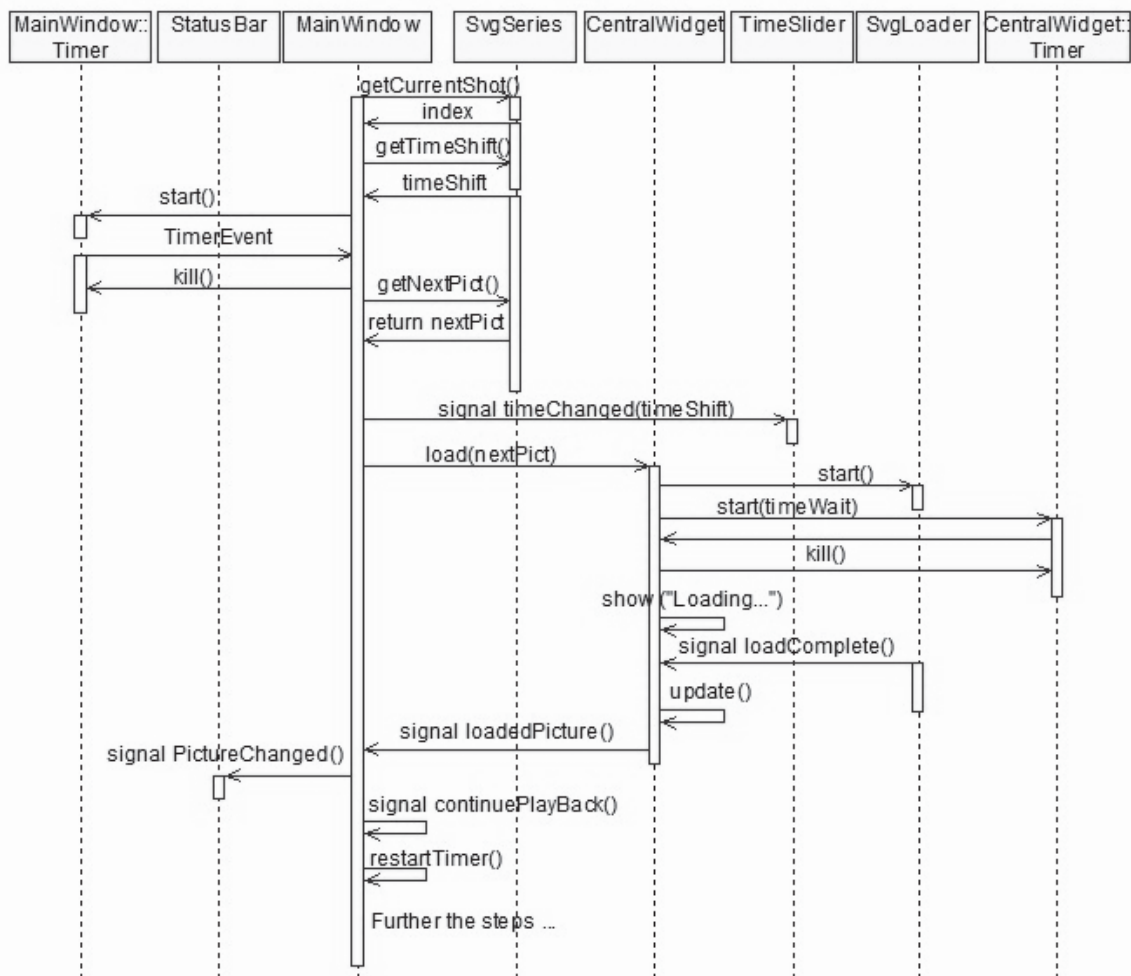 MainWindow::
Timer
StatusBar
MainWindow
SvgSeries
CentralWidget
TimeSlider
SvgLoader
CentralWidget::
Timer
getCurrentShot()
index
getTimeShift()
timeShift
start()
TimerEvent
kill()
getNextPict()
return nextPict
signal timeChanged(timeShift)
load(nextPict)
start()
start(timeWait)
kill()
show ("Loading...")
signal loadComplete()
update()
signal loadedPicture()
signal PictureChanged()
signal continuePlayBack()
restartTimer()
Further the steps ...